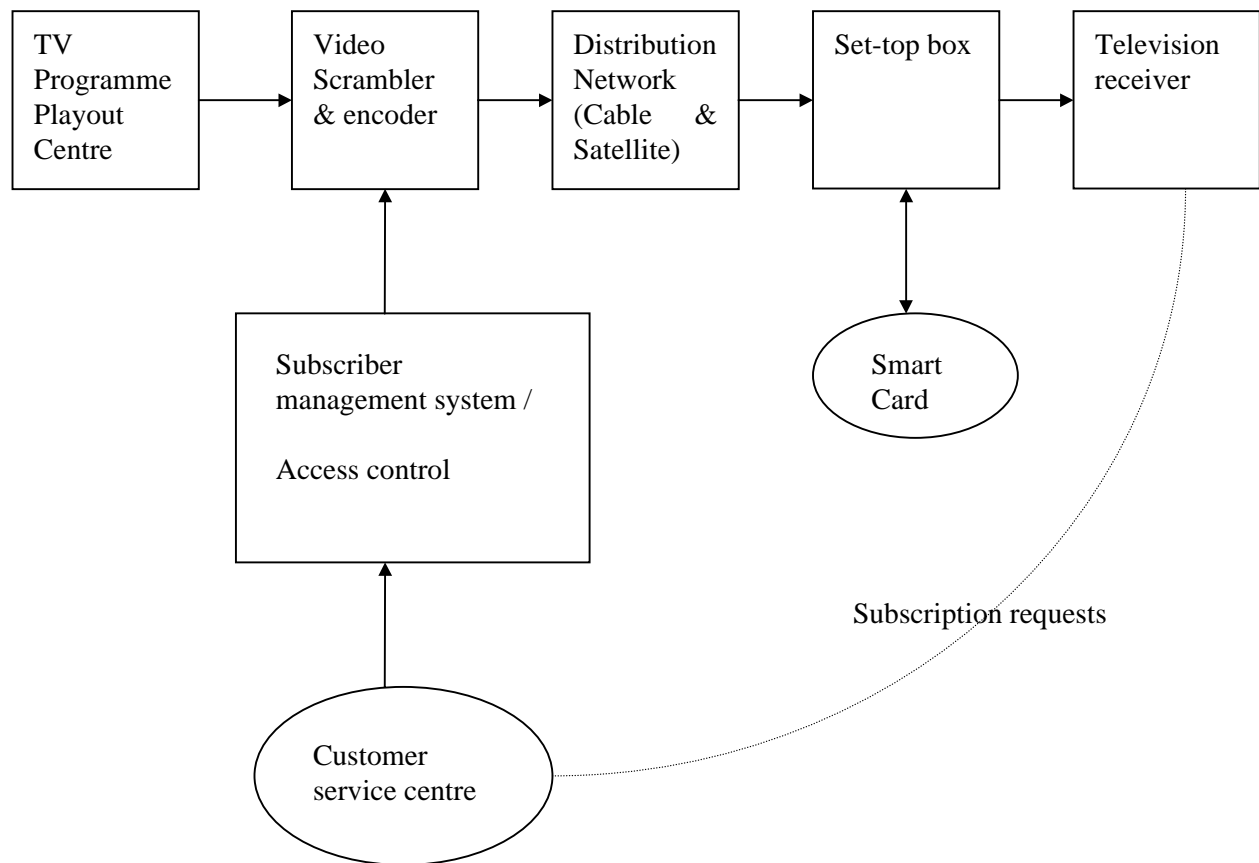 TV
Programme
Playout
Centre
Video
Scrambler
& encoder
Distribution
Network
(Cable &
Satellite)
Set-top box
Television
receiver
Subscriber
management system /
Access control
Smart
Card
Subscription requests
Customer
service centre